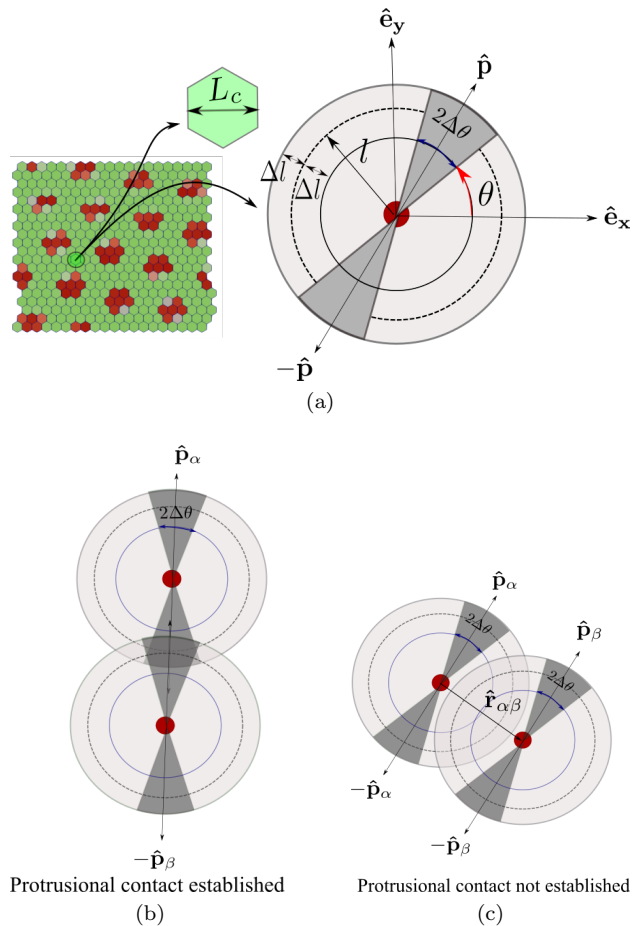 ê_y
p̂
L_c
2Δθ
l
Δl
Δl
θ
ê_x
−p̂
(a)
p̂_α
2Δθ
−p̂_β
Protrusional contact established
(b)
p̂_α
2Δθ
p̂_β
2Δθ
r̂_αβ
−p̂_α
−p̂_β
Protrusional contact not established
(c)